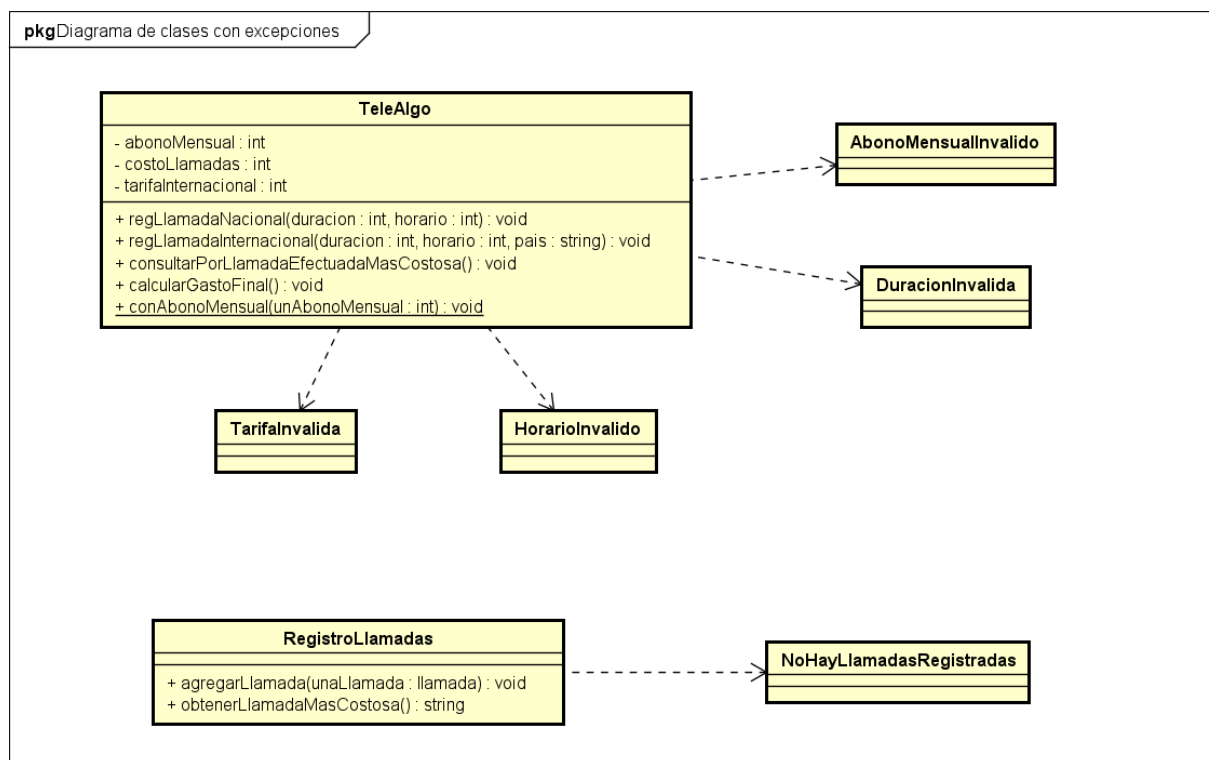 pkgDiagrama de clases con excepciones
TeleAlgo
- abonoMensual : int
- costoLlamadas : int
- tarifaInternacional : int
+ regLlamadaNacional(duracion : int, horario : int) : void
+ regLlamadaInternacional(duracion : int, horario : int, pais : string) : void
+ consultarPorLlamadaEfectuadaMasCostosa() : void
+ calcularGastoFinal() : void
+ conAbonoMensual(unAbonoMensual : int) : void
AbonoMensualInvalido
DuracionInvalida
TarifaInvalida
HorarioInvalido
RegistroLlamadas
+ agregarLlamada(unaLlamada : llamada) : void
+ obtenerLlamadaMasCostosa() : string
NoHayLlamadasRegistradas